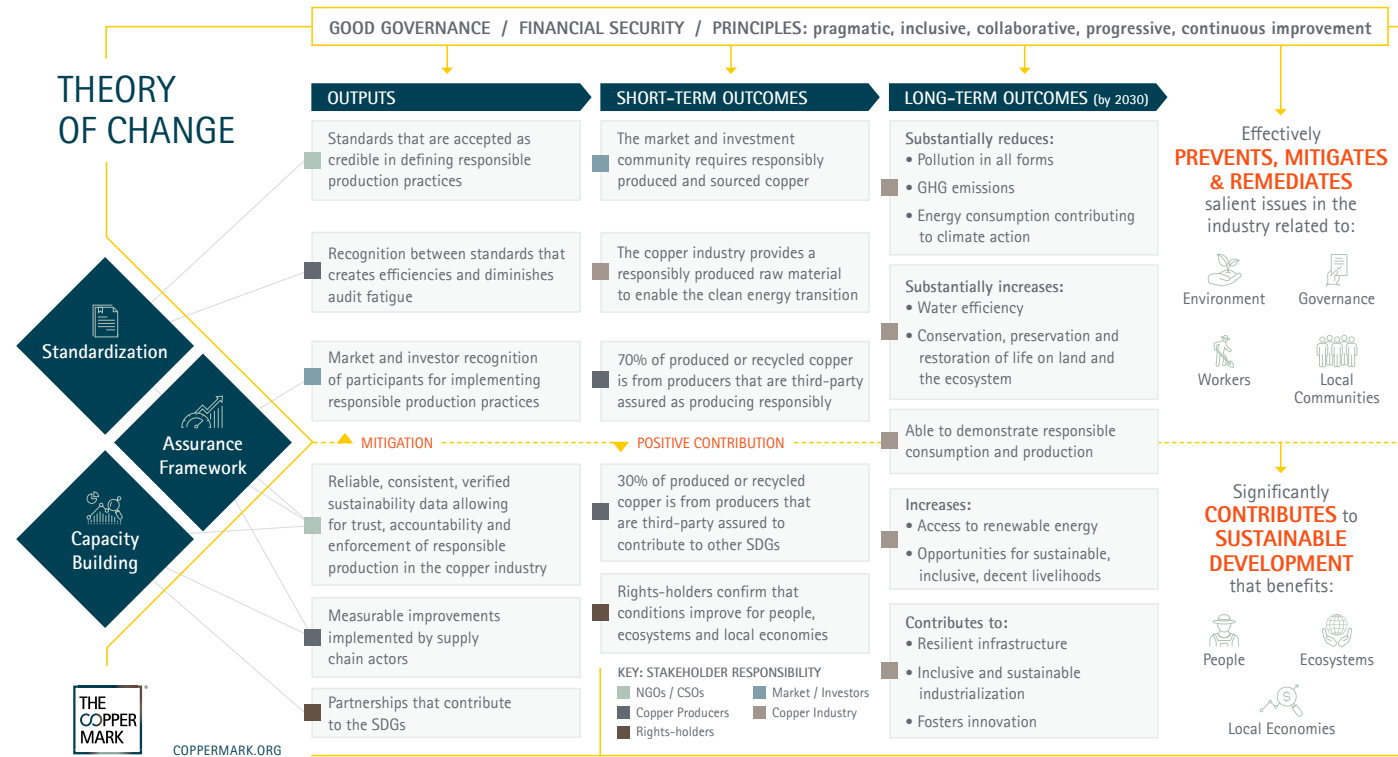 GOOD GOVERNANCE / FINANCIAL SECURITY / PRINCIPLES: pragmatic, inclusive, collaborative, progressive, continuous improvement
THEORY
OF CHANGE
Standardization
Assurance
Framework
Capacity
Building
THE
COPPER
MARK
®
COPPERMARK.ORG
OUTPUTS
Standards that are accepted as
credible in defining responsible
production practices
Recognition between standards that
creates efficiencies and diminishes
audit fatigue
Market and investor recognition
of participants for implementing
responsible production practices
MITIGATION
Reliable, consistent, verified
sustainability data allowing
for trust, accountability and
enforcement of responsible
production in the copper industry
Measurable improvements
implemented by supply
chain actors
Partnerships that contribute
to the SDGs
SHORT-TERM OUTCOMES
The market and investment
community requires responsibly
produced and sourced copper
The copper industry provides a
responsibly produced raw material
to enable the clean energy transition
70% of produced or recycled copper
is from producers that are third-party
assured as producing responsibly
POSITIVE CONTRIBUTION
30% of produced or recycled
copper is from producers that
are third-party assured to
contribute to other SDGs
Rights-holders confirm that
conditions improve for people,
ecosystems and local economies
KEY: STAKEHOLDER RESPONSIBILITY
NGOs / CSOs
Market / Investors
Copper Producers
Copper Industry
Rights-holders
LONG-TERM OUTCOMES (by 2030)
Substantially reduces:
• Pollution in all forms
• GHG emissions
• Energy consumption contributing
to climate action
Substantially increases:
• Water efficiency
• Conservation, preservation and
restoration of life on land and
the ecosystem
Able to demonstrate responsible
consumption and production
Increases:
• Access to renewable energy
• Opportunities for sustainable,
inclusive, decent livelihoods
Contributes to:
• Resilient infrastructure
• Inclusive and sustainable
industrialization
• Fosters innovation
Effectively
PREVENTS, MITIGATES
& REMEDIATES
salient issues in the
industry related to:
Environment
Governance
Workers
Local
Communities
Significantly
CONTRIBUTES to
SUSTAINABLE
DEVELOPMENT
that benefits:
People
Ecosystems
Local Economies